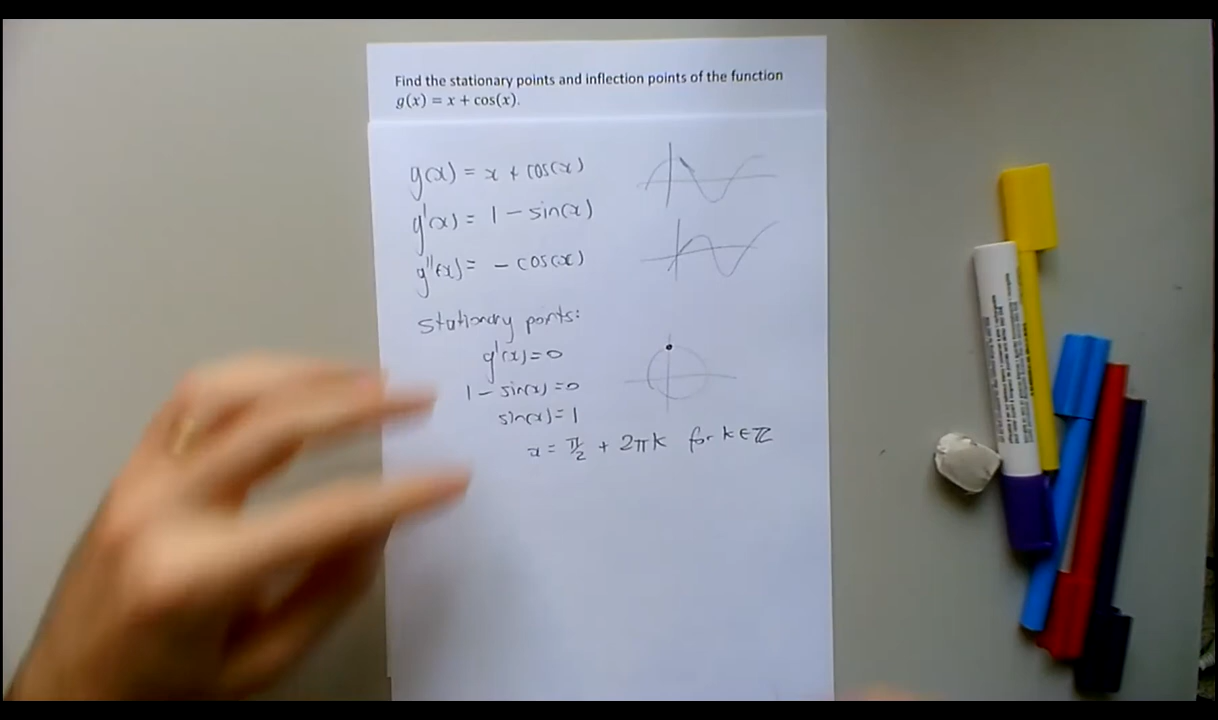 Find the stationary points and inflection points of the function
g(x) = x + cos(x).
g(x) = x + cos(x)
g'(x) = 1 - sin(x)
g''(x) = - cos(x)
Stationary points:
g'(x) = 0
1 - sin(x) = 0
sin(x) = 1
x = π/2 + 2πk for k ∈ ℤ